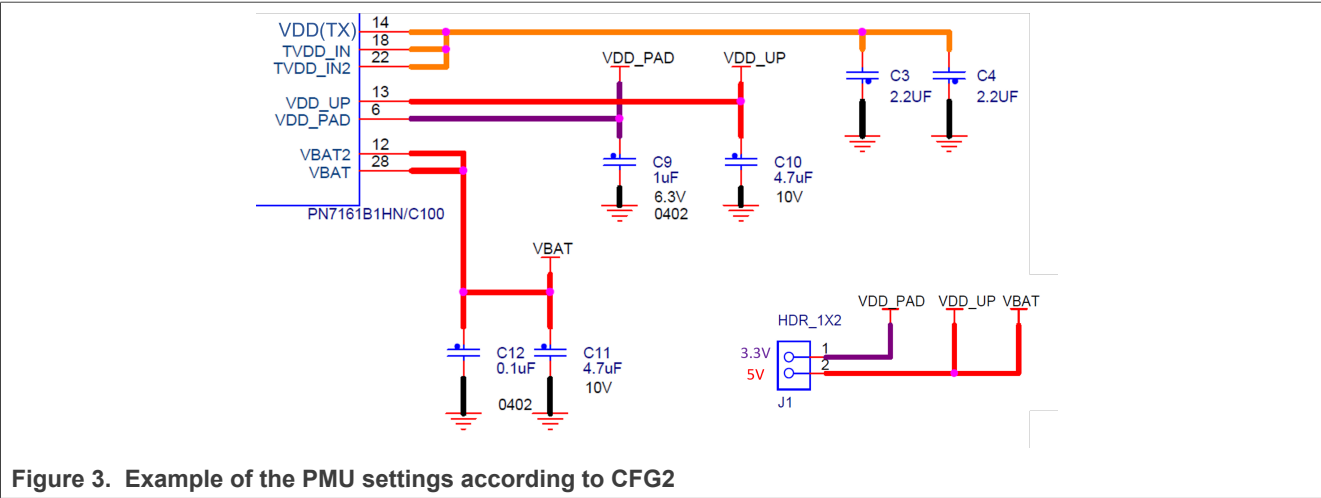 VDD(TX) 14
TVDD_IN 18
TVDD_IN2 22
VDD_UP 13
VDD_PAD 6
VBAT2 12
VBAT 28
PN7161B1HN/C100
VDD_PAD
VDD_UP
C3
2.2UF
C4
2.2UF
C9
1uF
6.3V
0402
C10
4.7uF
10V
VBAT
C12
0.1uF
0402
C11
4.7uF
10V
VDD_PAD VDD_UP VBAT
HDR_1X2
3.3V 1
5V 2
J1
Figure 3. Example of the PMU settings according to CFG2